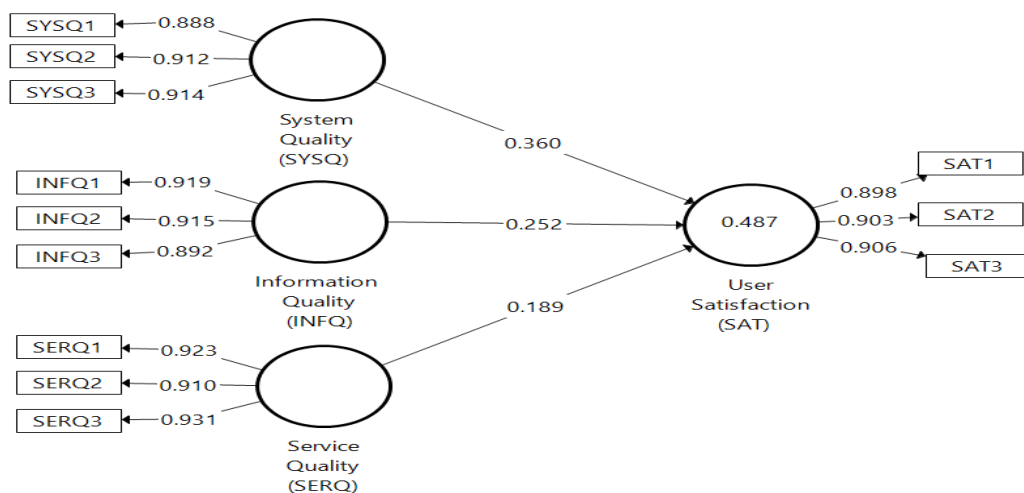 SYSQ1
0.888
SYSQ2
0.912
SYSQ3
0.914
System
Quality
(SYSQ)
0.360
INFQ1
0.919
INFQ2
0.915
INFQ3
0.892
Information
Quality
(INFQ)
0.252
SERQ1
0.923
SERQ2
0.910
SERQ3
0.931
Service
Quality
(SERQ)
0.189
0.487
User
Satisfaction
(SAT)
0.898
SAT1
0.903
SAT2
0.906
SAT3